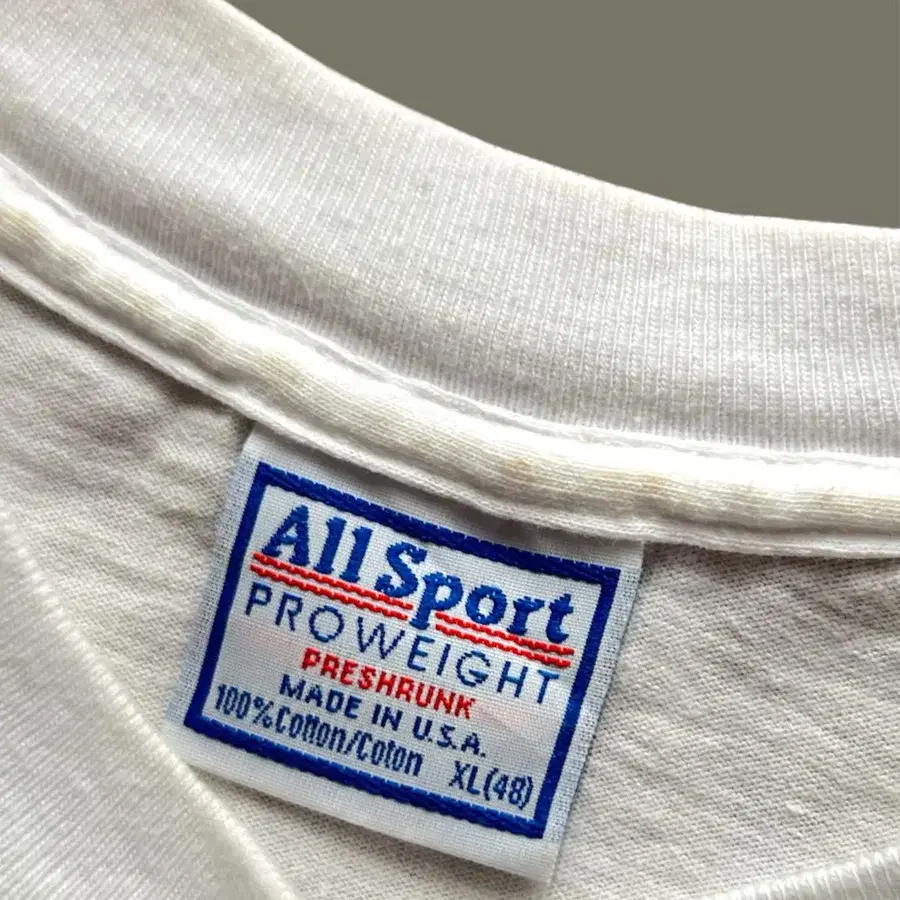 All Sport
PROWEIGHT
PRESHRUNK
MADE IN U.S.A.
100% Cotton/Coton XL(48)